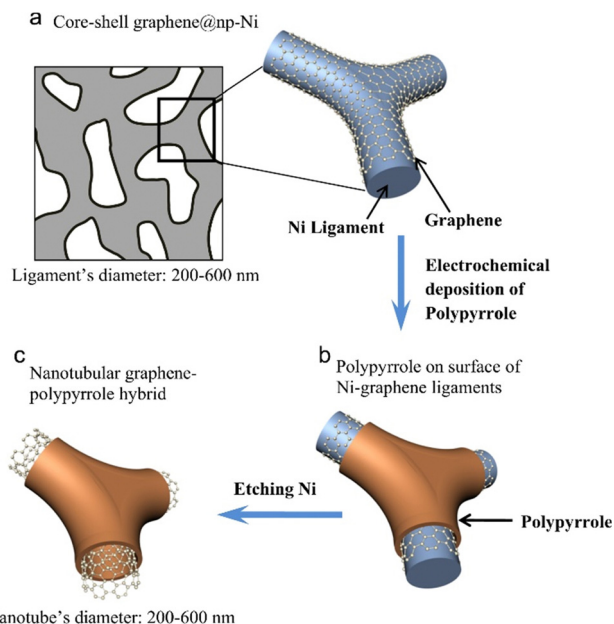 a Core-shell graphene@np-Ni
Ni Ligament
Graphene
Ligament's diameter: 200-600 nm
Electrochemical
deposition of
Polypyrrole
c
Nanotubular graphene-
polypyrrole hybrid
b
Polypyrrole on surface of
Ni-graphene ligaments
Etching Ni
Polypyrrole
anotube's diameter: 200-600 nm